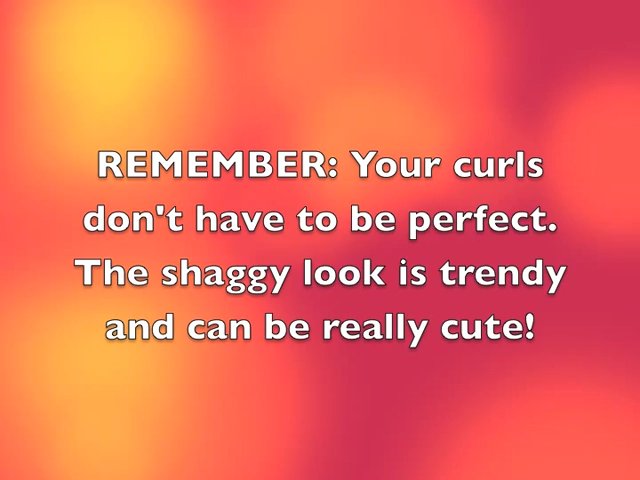 REMEMBER: Your curls
don't have to be perfect.
The shaggy look is trendy
and can be really cute!